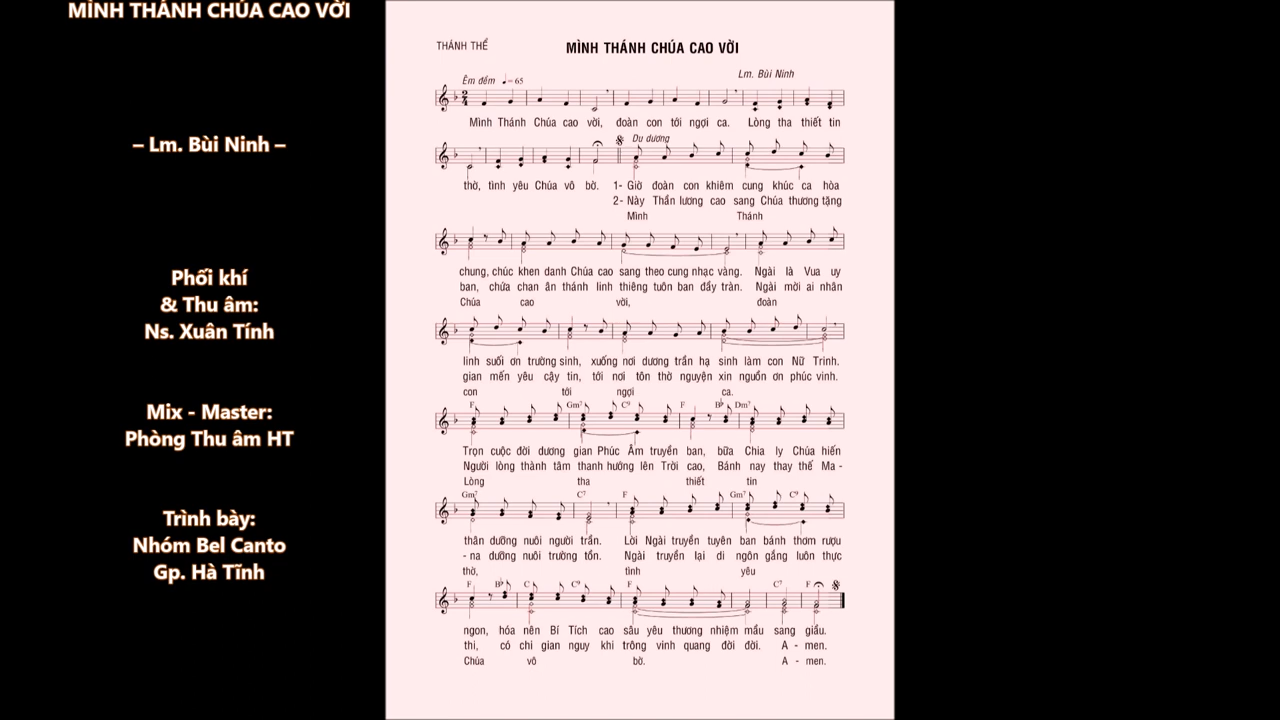 MÌNH THÁNH CHÚA CAO VỜI
– Lm. Bùi Ninh –
Phối khí
& Thu âm:
Ns. Xuân Tính
Mix - Master:
Phòng Thu âm HT
Trình bày:
Nhóm Bel Canto
Gp. Hà Tĩnh
THÁNH THỂ
MÌNH THÁNH CHÚA CAO VỜI
Lm. Bùi Ninh
Êm đềm ♩= 65
Mình Thánh Chúa cao vời, đoàn con tới ngợi ca. Lòng tha thiết tin
Du dương
thờ, tình yêu Chúa vô bờ. 1- Giờ đoàn con khiêm cung khúc ca hòa
2- Này Thần lương cao sang Chúa thương tặng
Mình Thánh
chung, chúc khen danh Chúa cao sang theo cung nhạc vàng. Ngài là Vua uy
ban, chứa chan ân thánh linh thiêng tuôn ban đầy tràn. Ngài mời ai nhân
Chúa cao vời, đoàn
linh suối ơn trường sinh, xuống nơi dương trần hạ sinh làm con Nữ Trinh.
gian mến yêu cậy tin, tới nơi tôn thờ nguyện xin nguồn ơn phúc vinh.
con tới ngợi ca.
F Gm7 C9 F Bb Dm7
Trọn cuộc đời dương gian Phúc Âm truyền ban, bữa Chia ly Chúa hiến
Người lòng thành tâm thanh hướng lên Trời cao, Bánh nay thay thế Ma -
Lòng tha thiết tin
Gm7 C7 F Gm7 C9
thân dưỡng nuôi người trần. Lời Ngài truyền tuyên ban bánh thơm rượu
- na dưỡng nuôi trường tồn. Ngài truyền lại di ngôn gắng luôn thực
thờ, tình yêu
F Bb C C9 F C7 F
ngon, hóa nên Bí Tích cao sâu yêu thương nhiệm mầu sang giầu.
thi, có chi gian nguy khi trông vinh quang đời đời. A - men.
Chúa vô bờ. A - men.